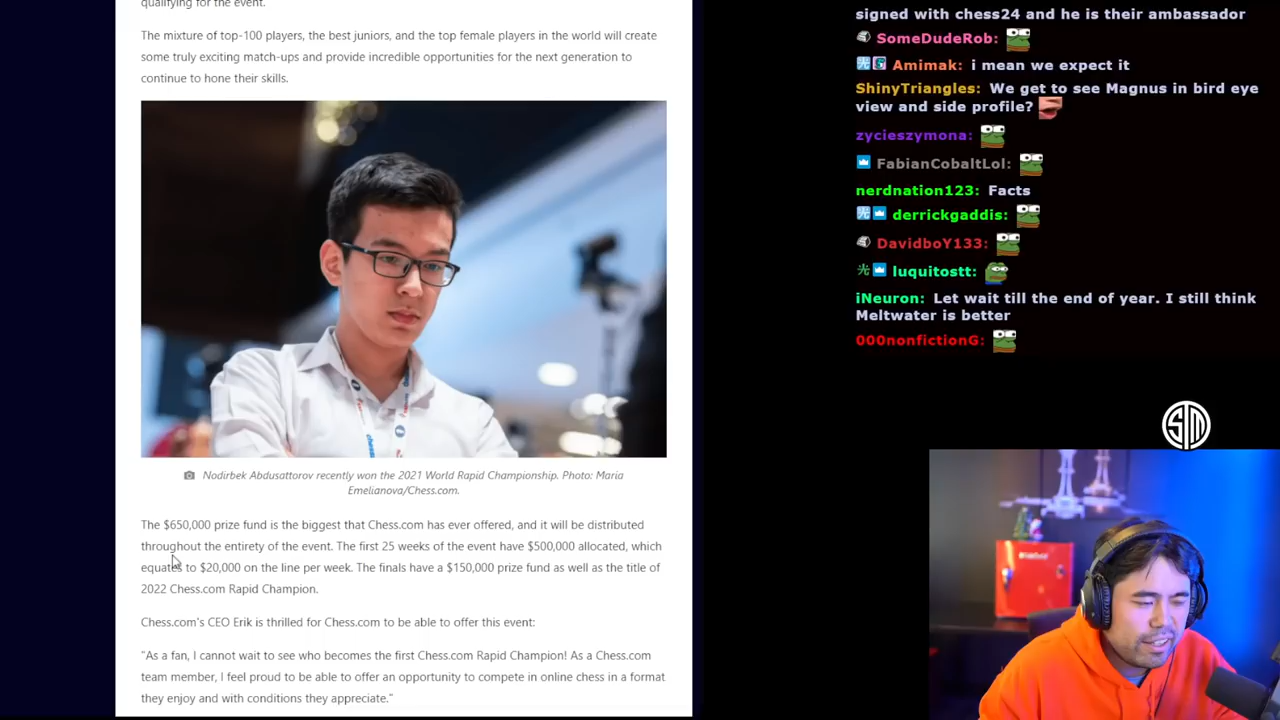 qualifying for the event.
The mixture of top-100 players, the best juniors, and the top female players in the world will create
some truly exciting match-ups and provide incredible opportunities for the next generation to
continue to hone their skills.
Nodirbek Abdusattorov recently won the 2021 World Rapid Championship. Photo: Maria
Emelianova/Chess.com.
The $650,000 prize fund is the biggest that Chess.com has ever offered, and it will be distributed
throughout the entirety of the event. The first 25 weeks of the event have $500,000 allocated, which
equates to $20,000 on the line per week. The finals have a $150,000 prize fund as well as the title of
2022 Chess.com Rapid Champion.
Chess.com's CEO Erik is thrilled for Chess.com to be able to offer this event:
"As a fan, I cannot wait to see who becomes the first Chess.com Rapid Champion! As a Chess.com
team member, I feel proud to be able to offer an opportunity to compete in online chess in a format
they enjoy and with conditions they appreciate."
signed with chess24 and he is their ambassador
SomeDudeRob:
Amimak: i mean we expect it
ShinyTriangles: We get to see Magnus in bird eye
view and side profile?
zycieszymona:
FabianCobaltLol:
nerdnation123: Facts
derrickgaddis:
DavidboY133:
luquitostt:
iNeuron: Let wait till the end of year. I still think
Meltwater is better
000nonfictionG:
TSM